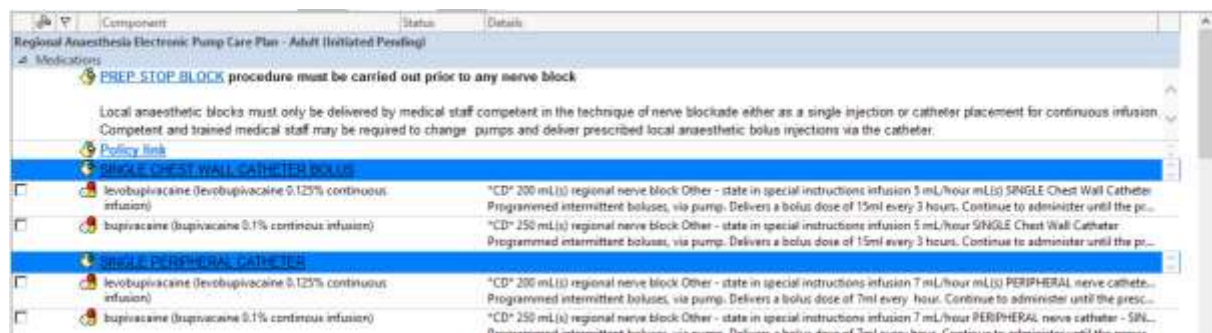 Component Status Details
Regional Anaesthesia Electronic Pump Care Plan - Adult (Initiated Pending)
Medications
PREP STOP BLOCK procedure must be carried out prior to any nerve block
Local anaesthetic blocks must only be delivered by medical staff competent in the technique of nerve blockade either as a single injection or catheter placement for continuous infusion.
Competent and trained medical staff may be required to change pumps and deliver prescribed local anaesthetic bolus injections via the catheter.
Policy link
SINGLE CHEST WALL CATHETER BOLUS
levobupivacaine (levobupivacaine 0.125% continuous infusion)
*CD* 200 mL(s) regional nerve block Other - state in special instructions infusion 5 mL/hour mL(s) SINGLE Chest Wall Catheter
Programmed intermittent boluses, via pump. Delivers a bolus dose of 15ml every 3 hours. Continue to administer until the pr...
bupivacaine (bupivacaine 0.1% continous infusion)
*CD* 250 mL(s) regional nerve block Other - state in special instructions infusion 5 mL/hour SINGLE Chest Wall Catheter
Programmed intermittent boluses, via pump. Delivers a bolus dose of 15ml every 3 hours. Continue to administer until the pr...
SINGLE PERIPHERAL CATHETER
levobupivacaine (levobupivacaine 0.125% continuous infusion)
*CD* 200 mL(s) regional nerve block Other - state in special instructions infusion 7 mL/hour mL(s) PERIPHERAL nerve cathete...
Programmed intermittent boluses, via pump. Delivers a bolus dose of 7ml every hour. Continue to administer until the presc...
bupivacaine (bupivacaine 0.1% continous infusion)
*CD* 250 mL(s) regional nerve block Other - state in special instructions infusion 7 mL/hour PERIPHERAL nerve catheter - SIN...